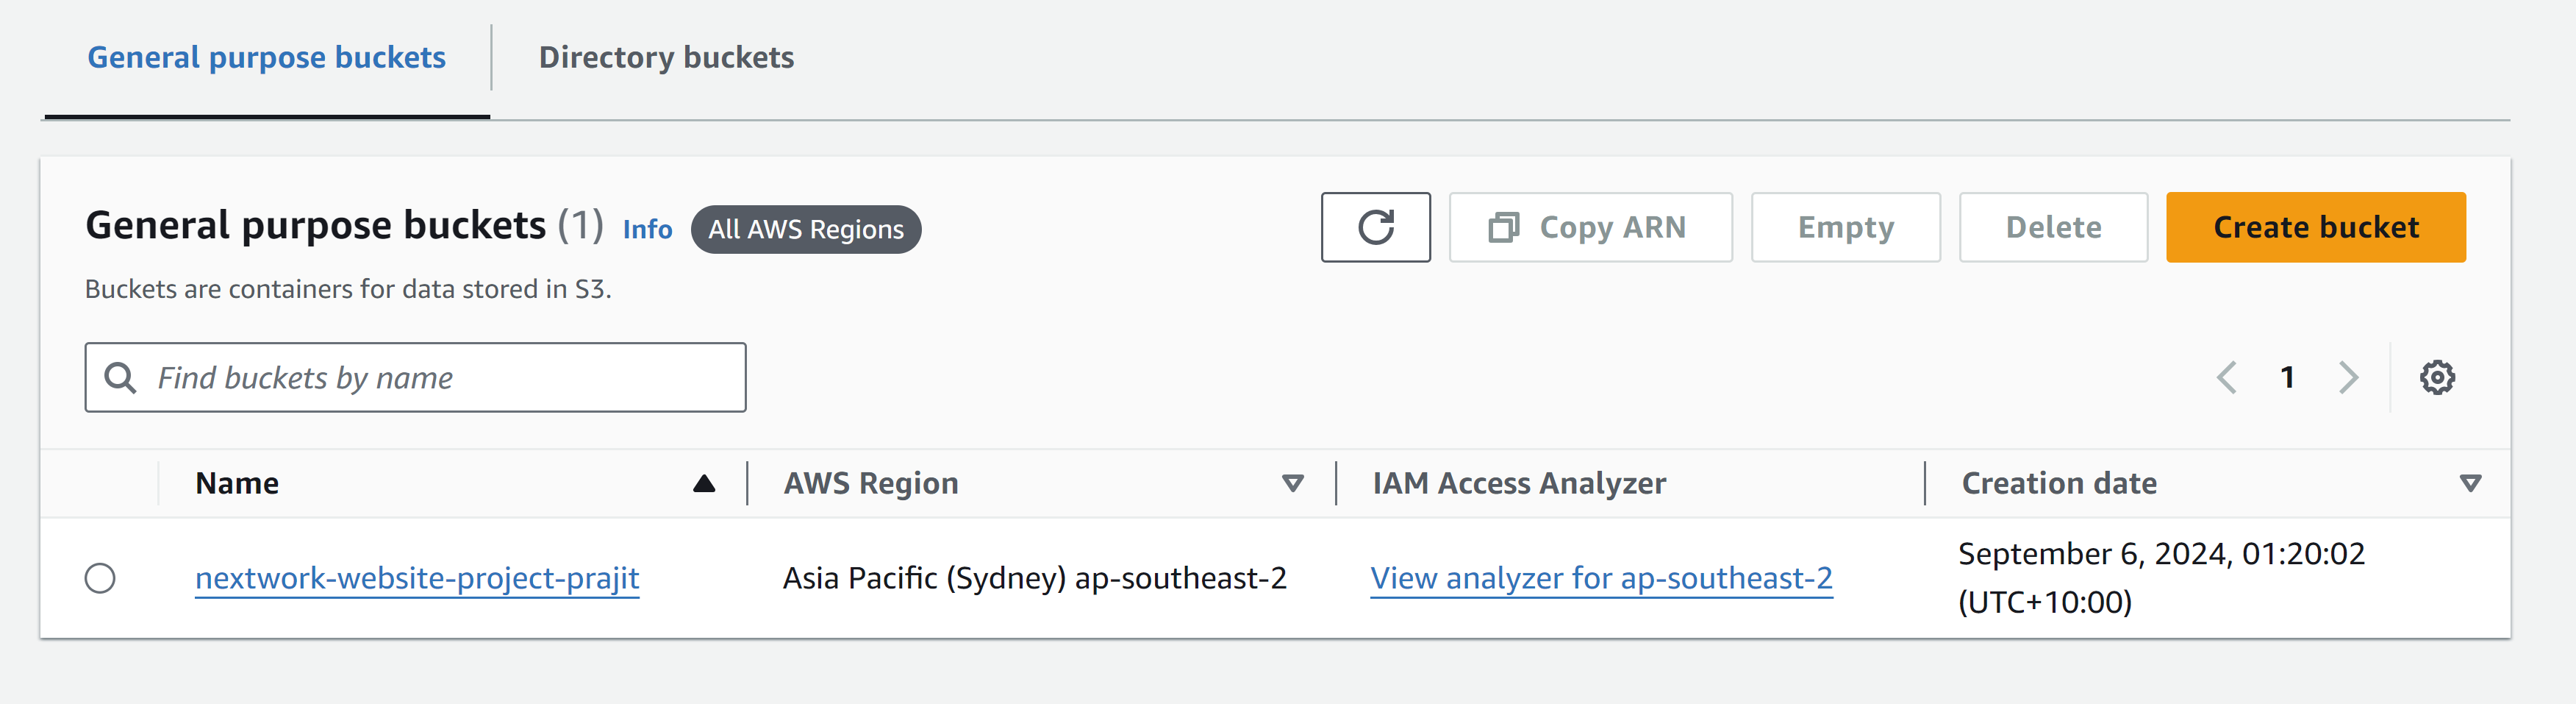 General purpose buckets
Directory buckets
General purpose buckets (1) Info All AWS Regions
Copy ARN
Empty
Delete
Create bucket
Buckets are containers for data stored in S3.
Find buckets by name
1
Name AWS Region IAM Access Analyzer Creation date
nextwork-website-project-prajit Asia Pacific (Sydney) ap-southeast-2 View analyzer for ap-southeast-2 September 6, 2024, 01:20:02
(UTC+10:00)